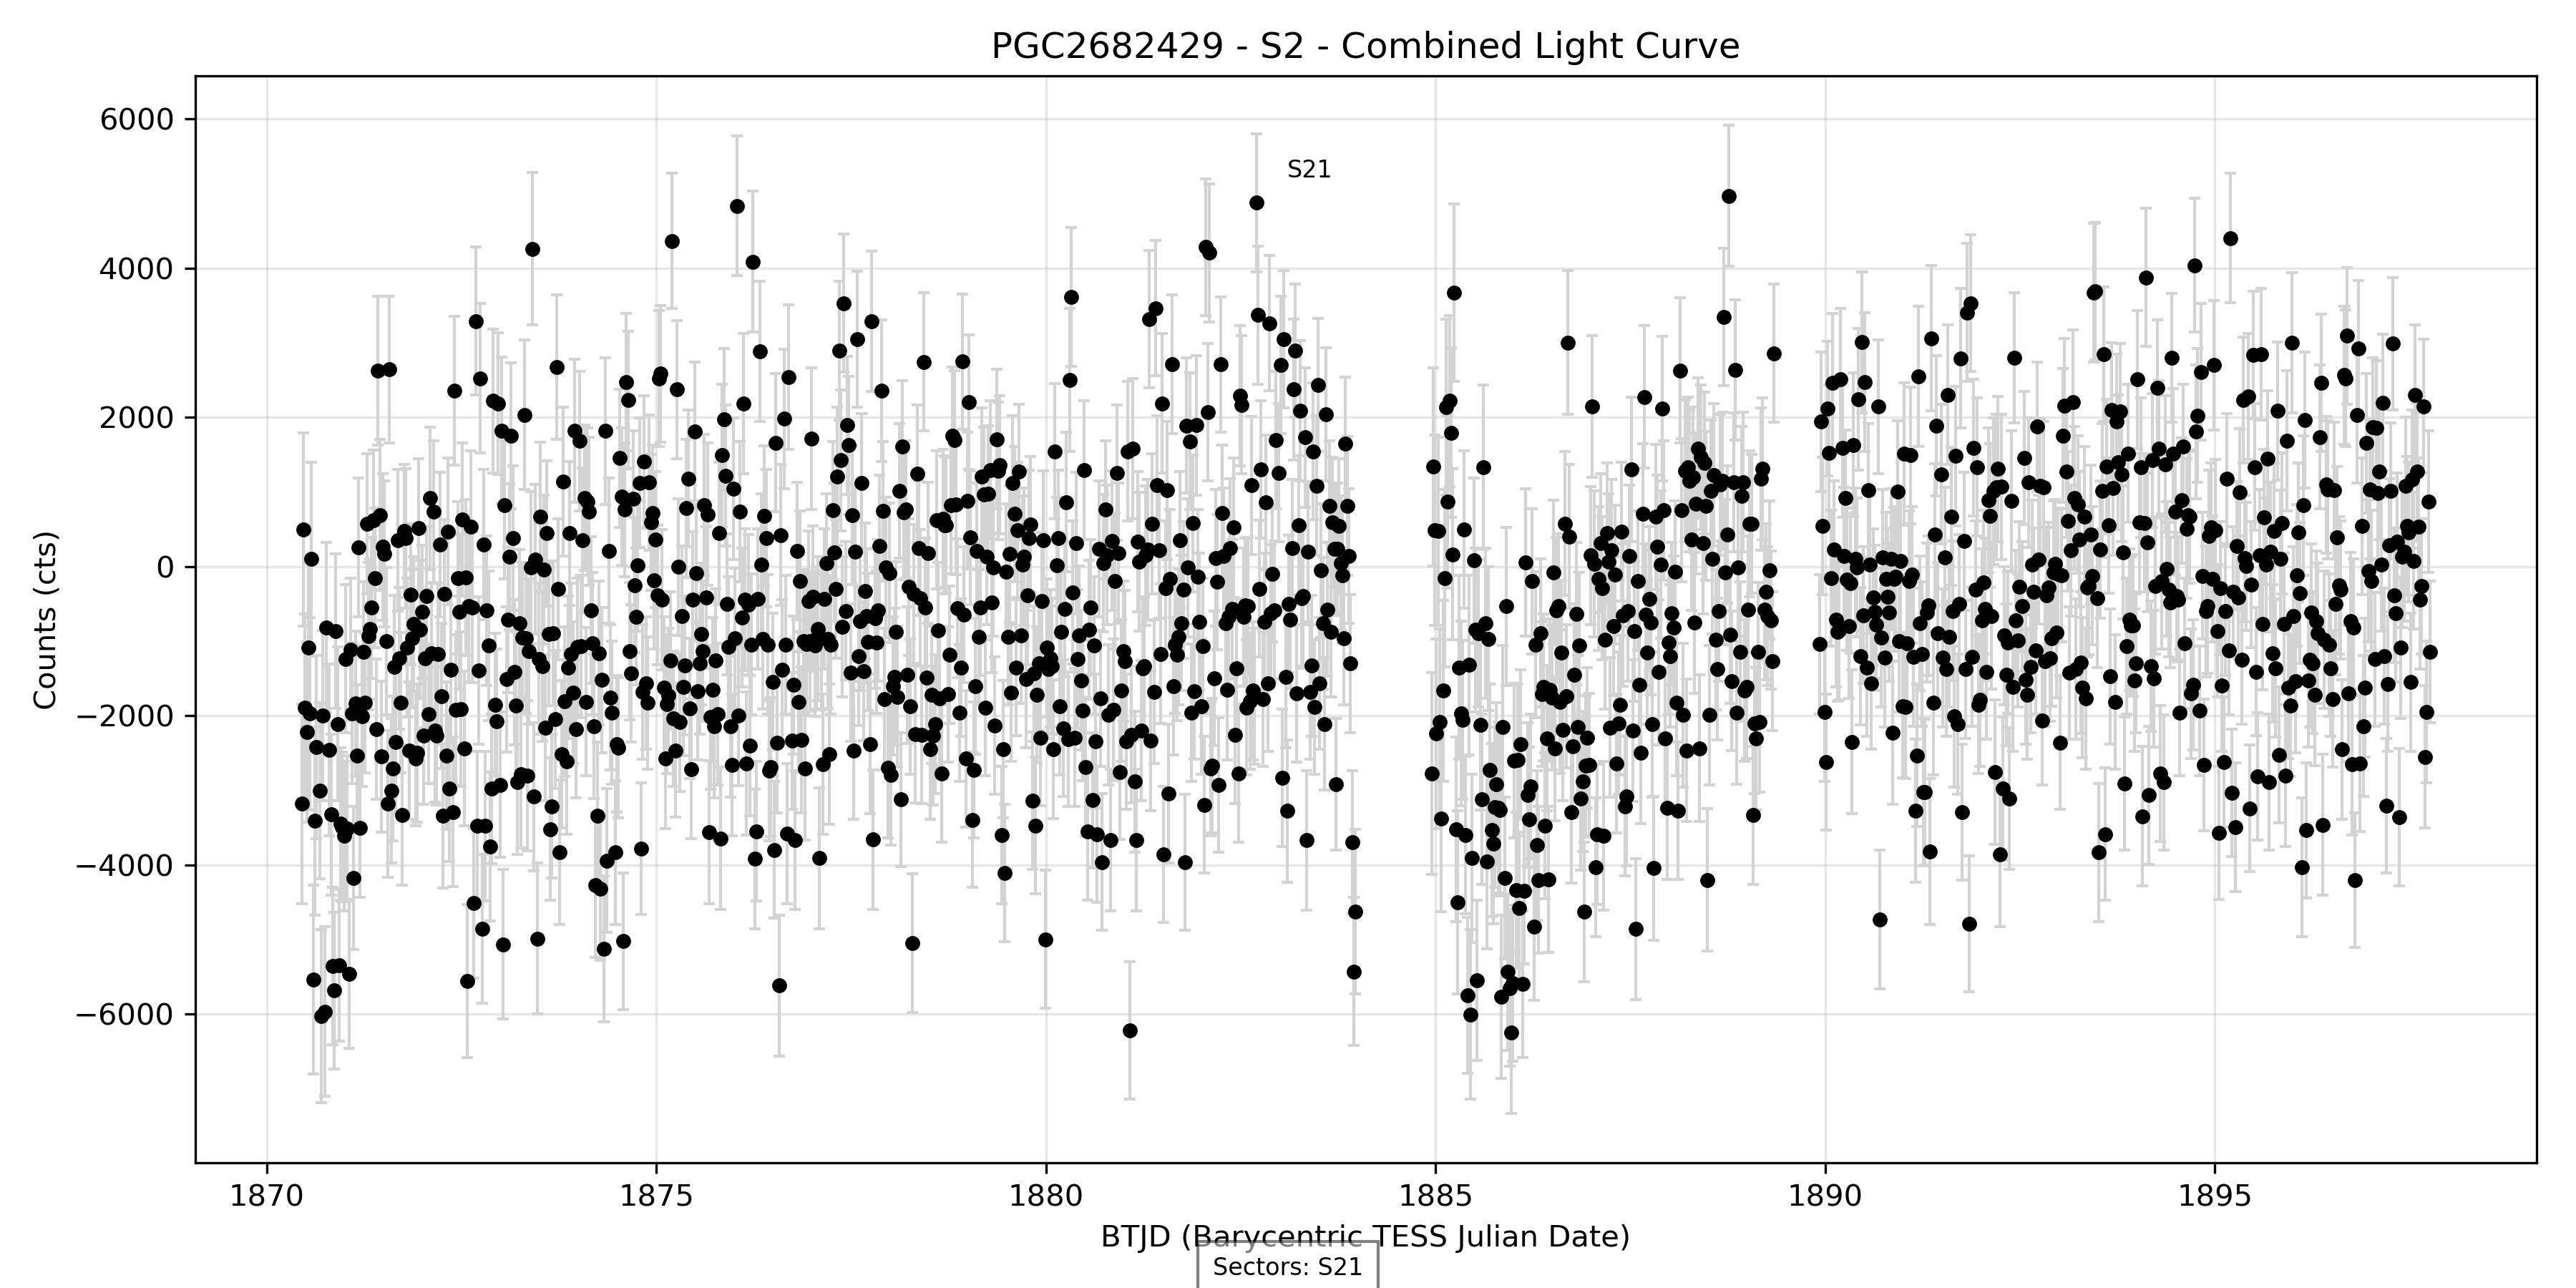 PGC2682429 - S2 - Combined Light Curve
6000
4000
2000
0
−2000
−4000
−6000
Counts (cts)
S21
1870
1875
1880
1885
1890
1895
BTJD (Barycentric TESS Julian Date)
Sectors: S21